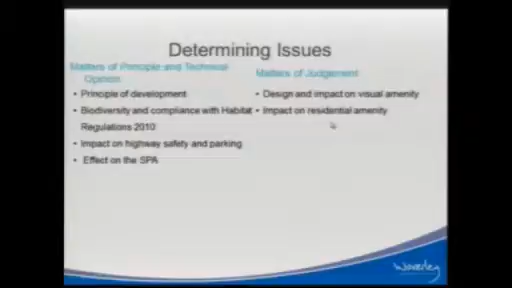 Determining Issues
Matters of Principle and Technical
Opinion
• Principle of development
• Biodiversity and compliance with Habitat
Regulations 2010
• Impact on highway safety and parking
• Effect on the SPA
Matters of Judgement
• Design and impact on visual amenity
• Impact on residential amenity
Waverley